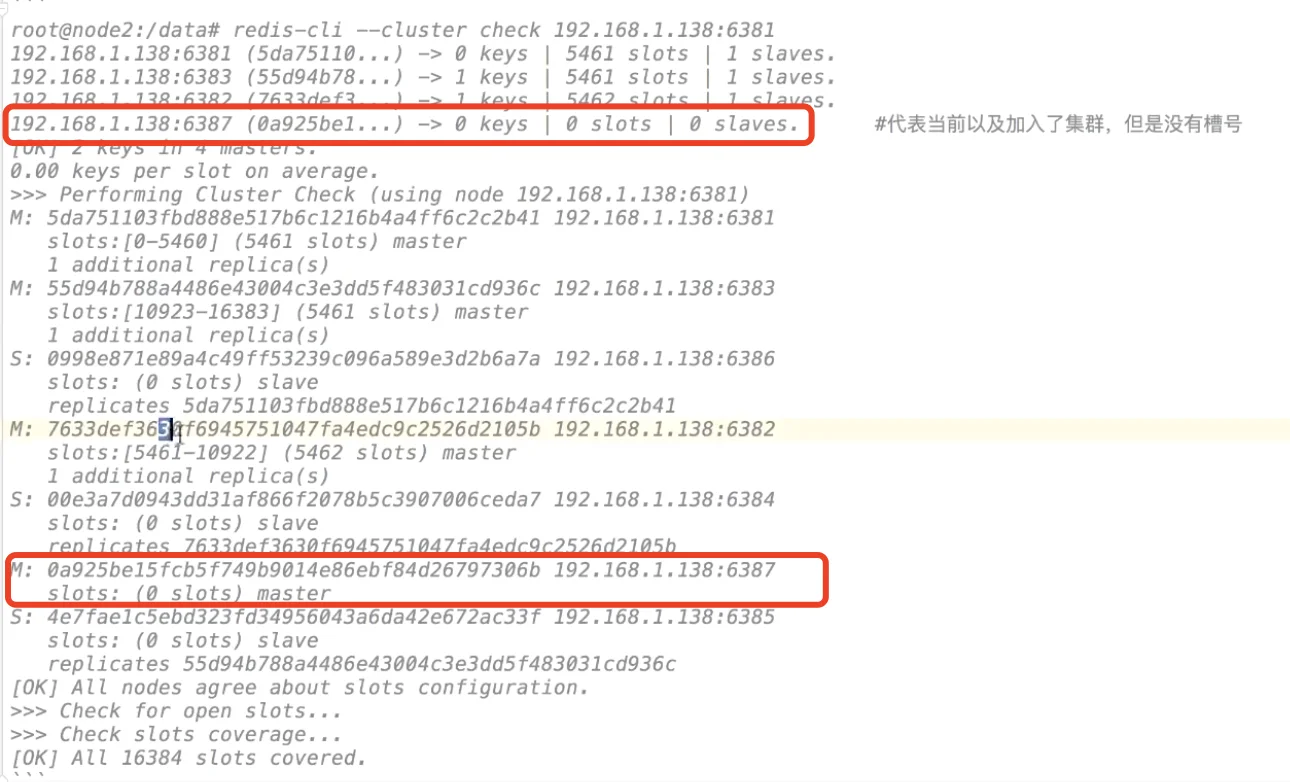 ```
root@node2:/data# redis-cli --cluster check 192.168.1.138:6381
192.168.1.138:6381 (5da75110...) -> 0 keys | 5461 slots | 1 slaves.
192.168.1.138:6383 (55d94b78...) -> 1 keys | 5461 slots | 1 slaves.
192.168.1.138:6382 (7633def3...) -> 1 keys | 5462 slots | 1 slaves.
192.168.1.138:6387 (0a925be1...) -> 0 keys | 0 slots | 0 slaves. #代表当前以及加入了集群，但是没有槽号
[OK] 2 keys in 4 masters.
0.00 keys per slot on average.
>>> Performing Cluster Check (using node 192.168.1.138:6381)
M: 5da751103fbd888e517b6c1216b4a4ff6c2c2b41 192.168.1.138:6381
slots:[0-5460] (5461 slots) master
1 additional replica(s)
M: 55d94b788a4486e43004c3e3dd5f483031cd936c 192.168.1.138:6383
slots:[10923-16383] (5461 slots) master
1 additional replica(s)
S: 0998e871e89a4c49ff53239c096a589e3d2b6a7a 192.168.1.138:6386
slots: (0 slots) slave
replicates 5da751103fbd888e517b6c1216b4a4ff6c2c2b41
M: 7633def3630f6945751047fa4edc9c2526d2105b 192.168.1.138:6382
slots:[5461-10922] (5462 slots) master
1 additional replica(s)
S: 00e3a7d0943dd31af866f2078b5c3907006ceda7 192.168.1.138:6384
slots: (0 slots) slave
replicates 7633def3630f6945751047fa4edc9c2526d2105b
M: 0a925be15fcb5f749b9014e86ebf84d26797306b 192.168.1.138:6387
slots: (0 slots) master
S: 4e7fae1c5ebd323fd34956043a6da42e672ac33f 192.168.1.138:6385
slots: (0 slots) slave
replicates 55d94b788a4486e43004c3e3dd5f483031cd936c
[OK] All nodes agree about slots configuration.
>>> Check for open slots...
>>> Check slots coverage...
[OK] All 16384 slots covered.
```